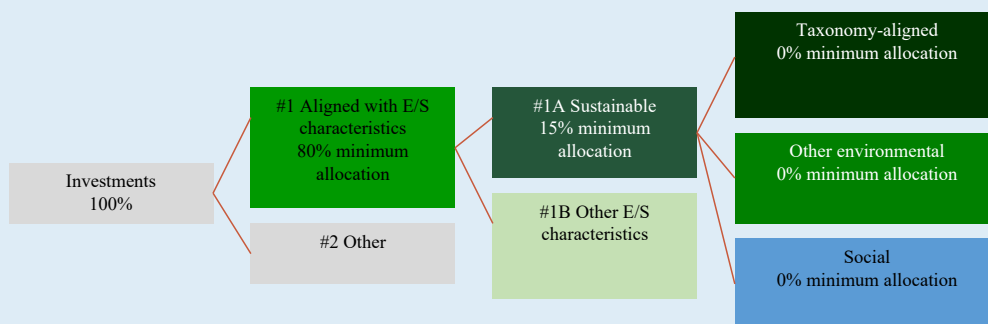 Investments
100%
#1 Aligned with E/S
characteristics
80% minimum
allocation
#2 Other
#1A Sustainable
15% minimum
allocation
#1B Other E/S
characteristics
Taxonomy-aligned
0% minimum allocation
Other environmental
0% minimum allocation
Social
0% minimum allocation